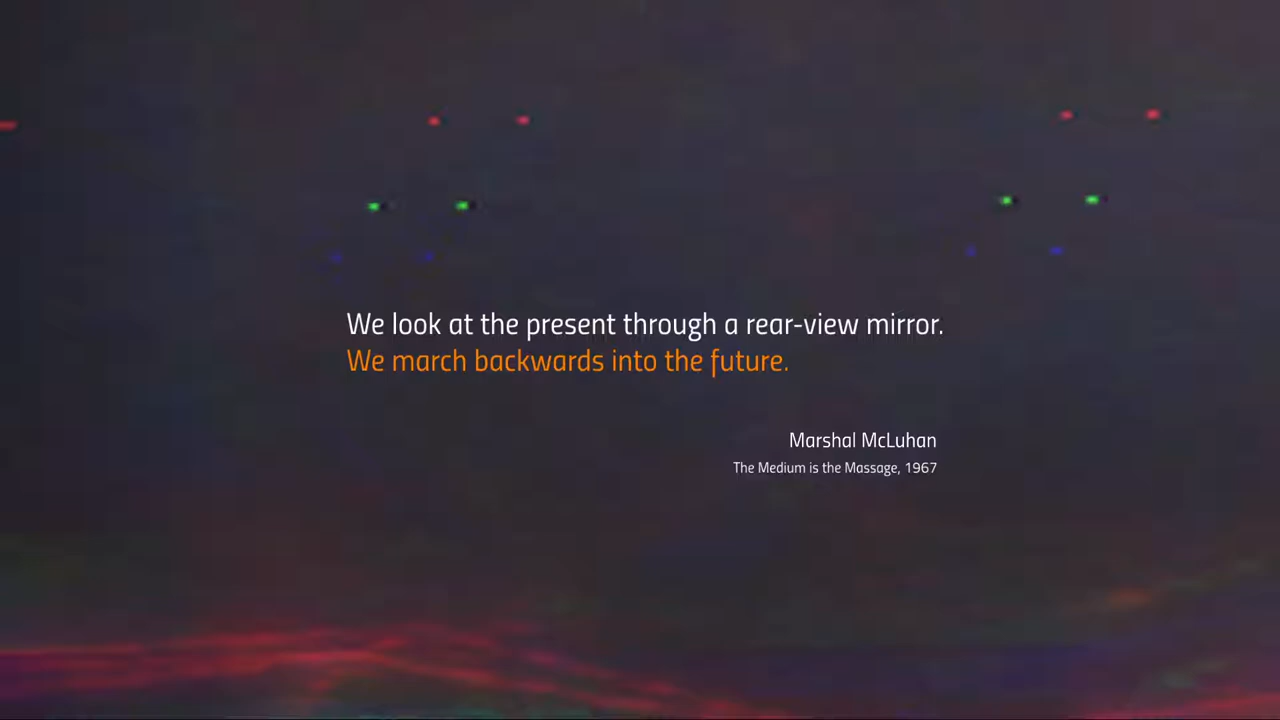 We look at the present through a rear-view mirror.
We march backwards into the future.
Marshal McLuhan
The Medium is the Massage, 1967